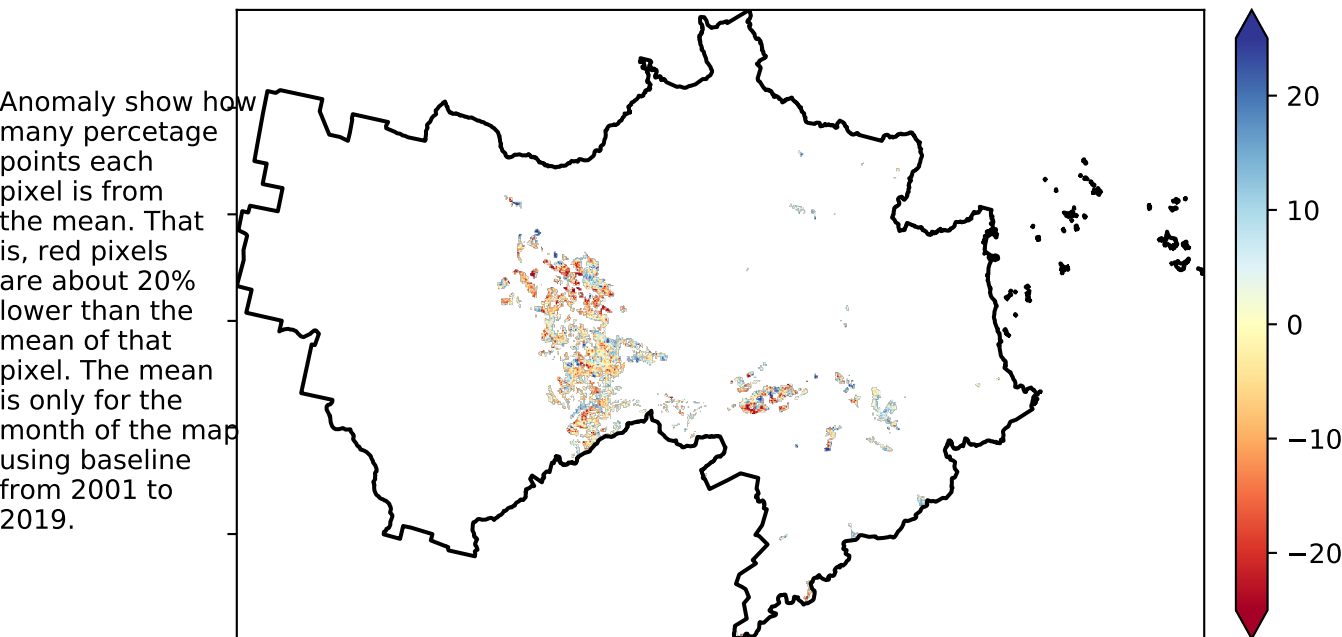 Anomaly show how
many percetage
points each
pixel is from
the mean. That
is, red pixels
are about 20%
lower than the
mean of that
pixel. The mean
is only for the
month of the map
using baseline
from 2001 to
2019.
20
10
0
−10
−20